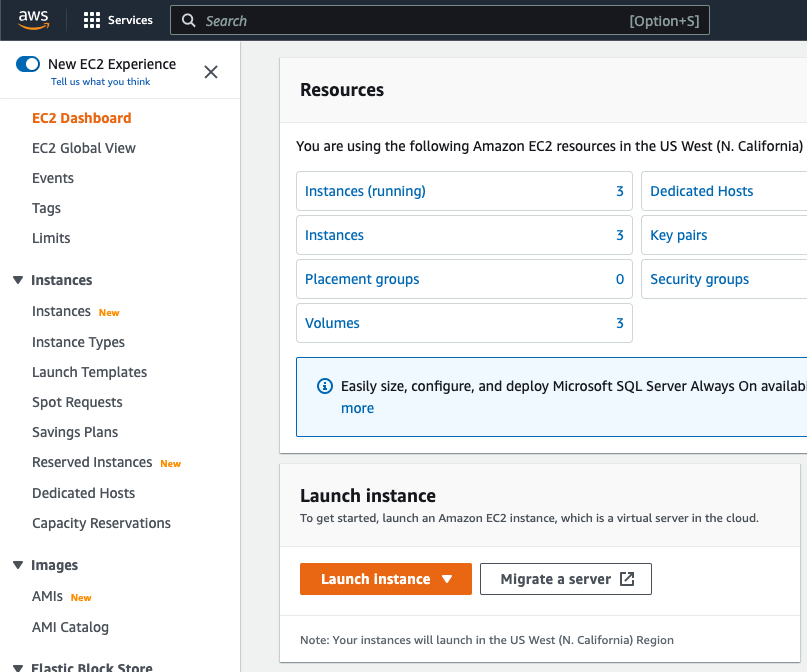 aws
Services
Search
[Option+S]
New EC2 Experience
Tell us what you think
EC2 Dashboard
EC2 Global View
Events
Tags
Limits
Instances
Instances New
Instance Types
Launch Templates
Spot Requests
Savings Plans
Reserved Instances New
Dedicated Hosts
Capacity Reservations
Images
AMIs New
AMI Catalog
Elastic Block Store
Resources
You are using the following Amazon EC2 resources in the US West (N. California)
Instances (running) 3
Dedicated Hosts
Instances 3
Key pairs
Placement groups 0
Security groups
Volumes 3
Easily size, configure, and deploy Microsoft SQL Server Always On availab
more
Launch instance
To get started, launch an Amazon EC2 instance, which is a virtual server in the cloud.
Launch instance
Migrate a server
Note: Your instances will launch in the US West (N. California) Region